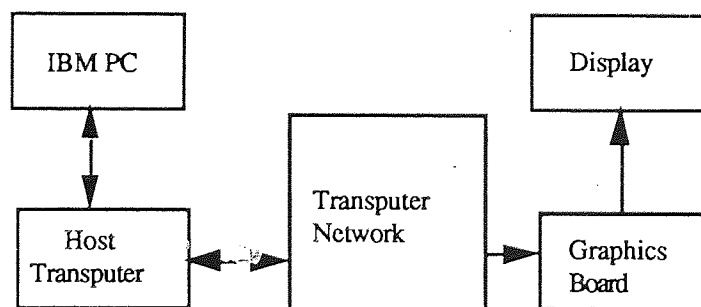 IBM PC
Display
Host
Transputer
Transputer
Network
Graphics
Board